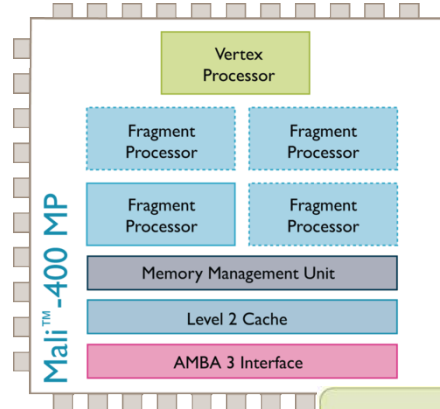 Vertex
Processor
Fragment
Processor
Fragment
Processor
Fragment
Processor
Fragment
Processor
Memory Management Unit
Level 2 Cache
AMBA 3 Interface
Mali™-400 MP